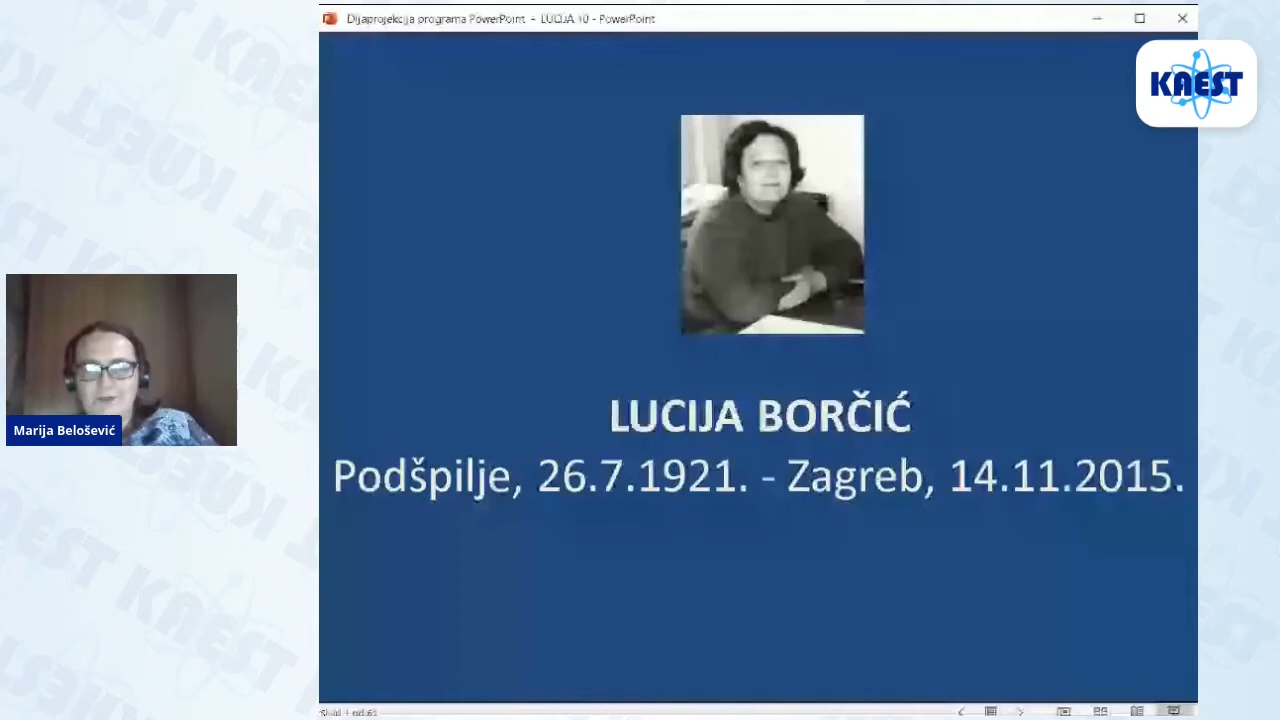 Dijaprojekcija programa PowerPoint - LUCIJA 10 - PowerPoint
KAEST
LUCIJA BORČIĆ
Podšpilje, 26.7.1921. - Zagreb, 14.11.2015.
Marija Belošević